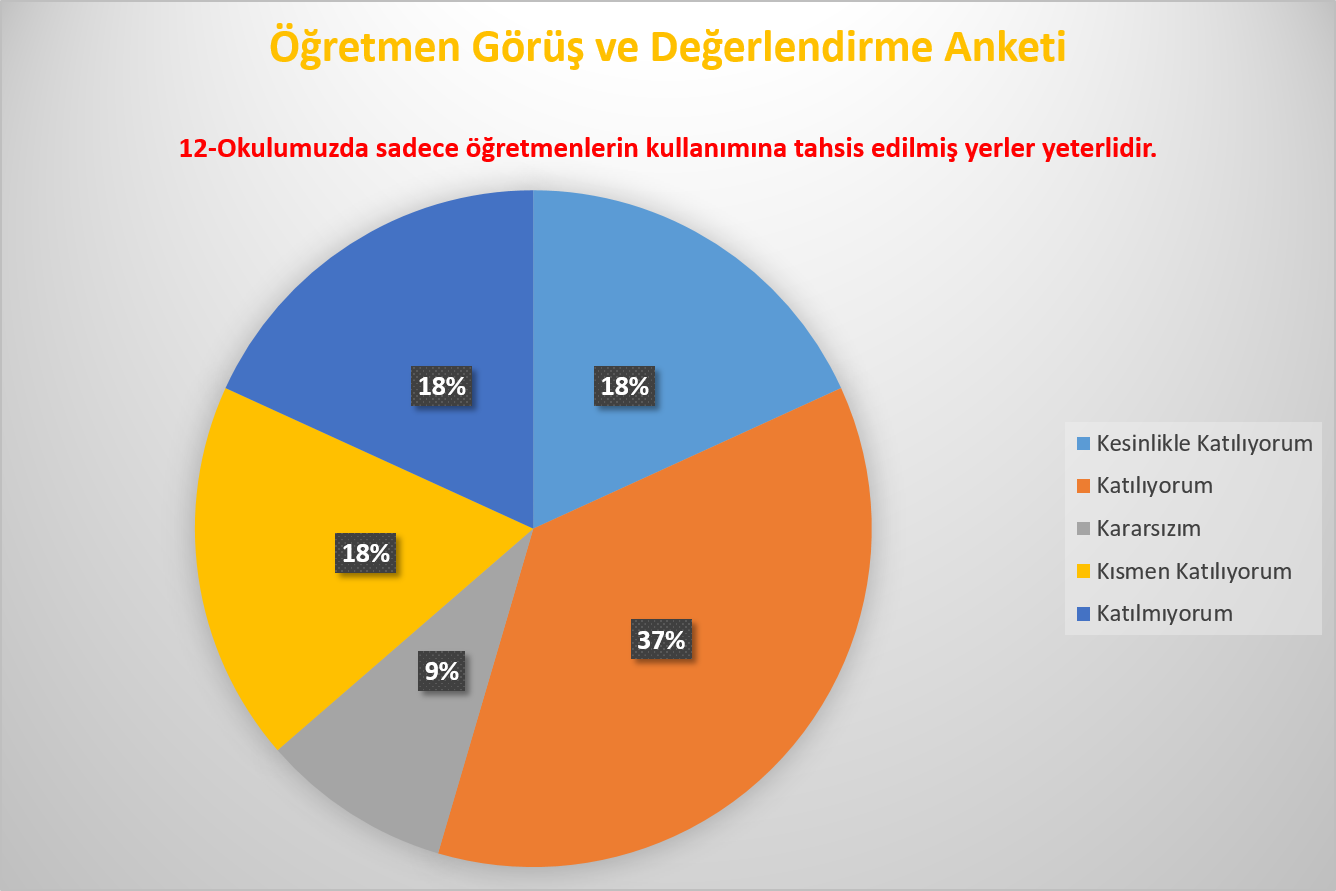 Öğretmen Görüş ve Değerlendirme Anketi
12-Okulumuzda sadece öğretmenlerin kullanımına tahsis edilmiş yerler yeterlidir.
18%
18%
18%
37%
9%
Kesinlikle Katılıyorum
Katılıyorum
Kararsızım
Kısmen Katılıyorum
Katılmıyorum